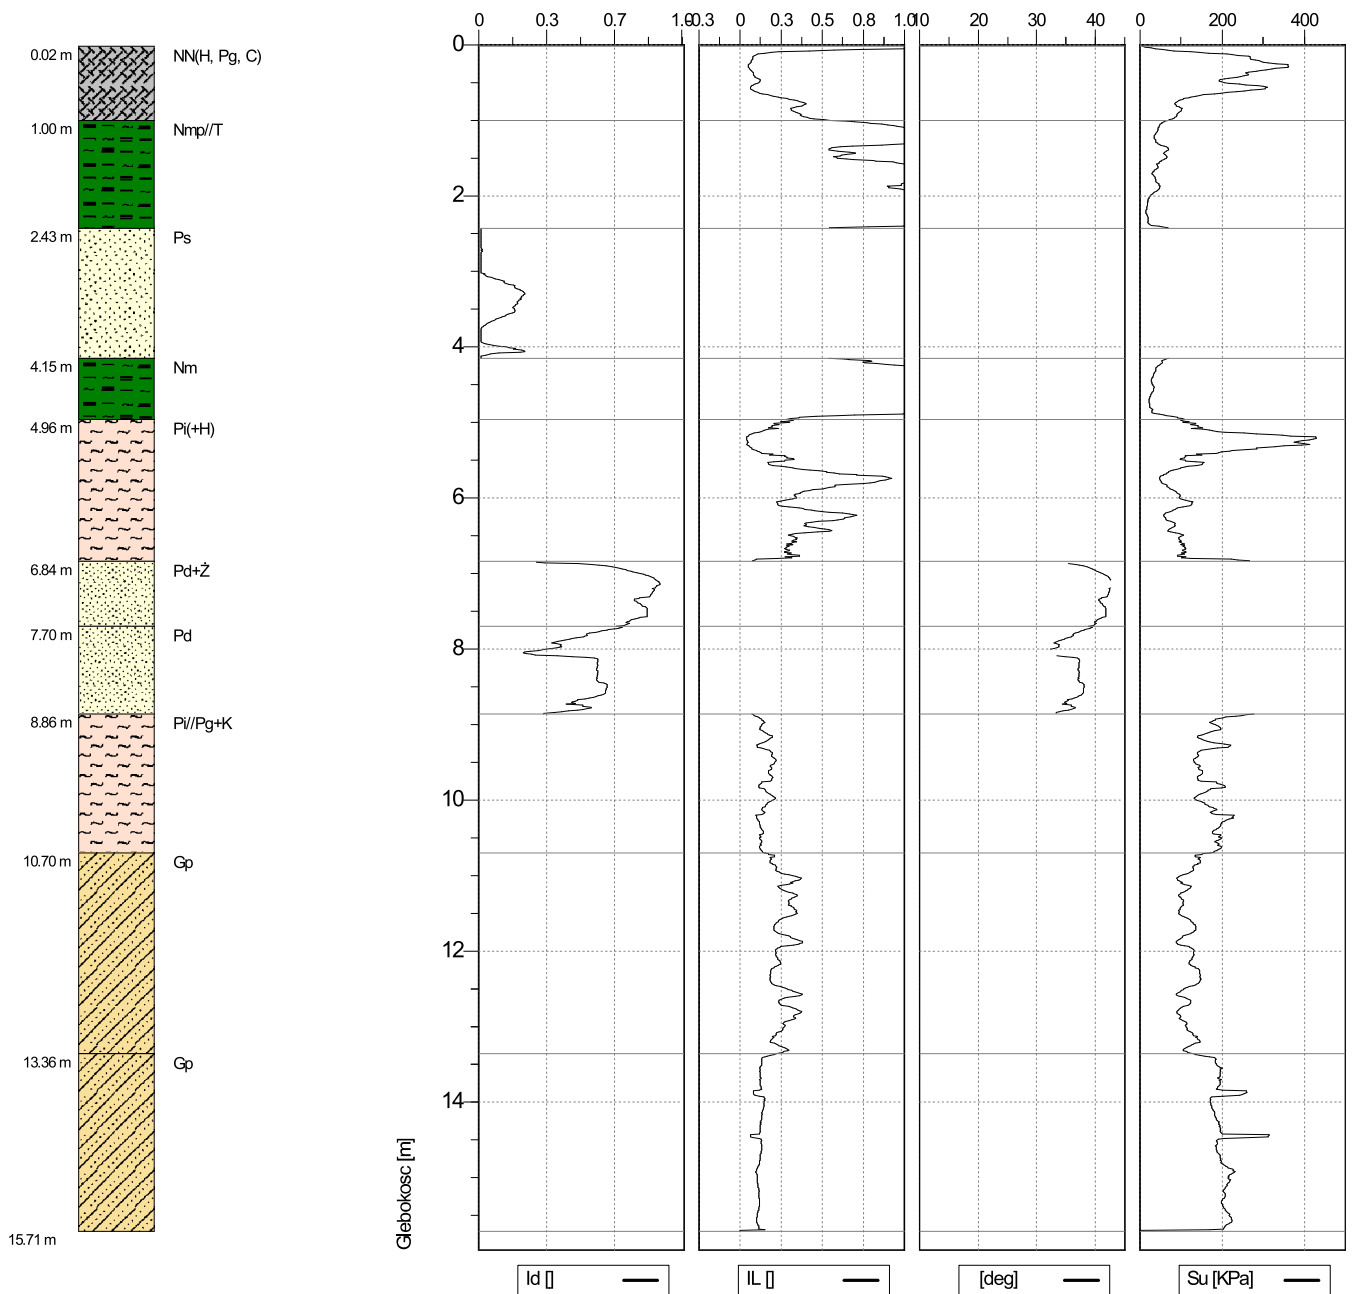 0 0.3 0.7 1.0 -0.3 0 0.3 0.5 0.8 1.0 10 20 30 40 0 200 400
0
0.02 m NN(H, Pg, C)
1.00 m Nmp//T
2
2.43 m Ps
4
4.15 m Nm
4.96 m Pi(+H)
6
6.84 m Pd+Ż
7.70 m Pd
8
8.86 m Pi//Pg+K
10
10.70 m Gp
12
13.36 m Gp
14
Glebokosc [m]
15.71 m
Id [] IL [] [deg] Su [KPa]